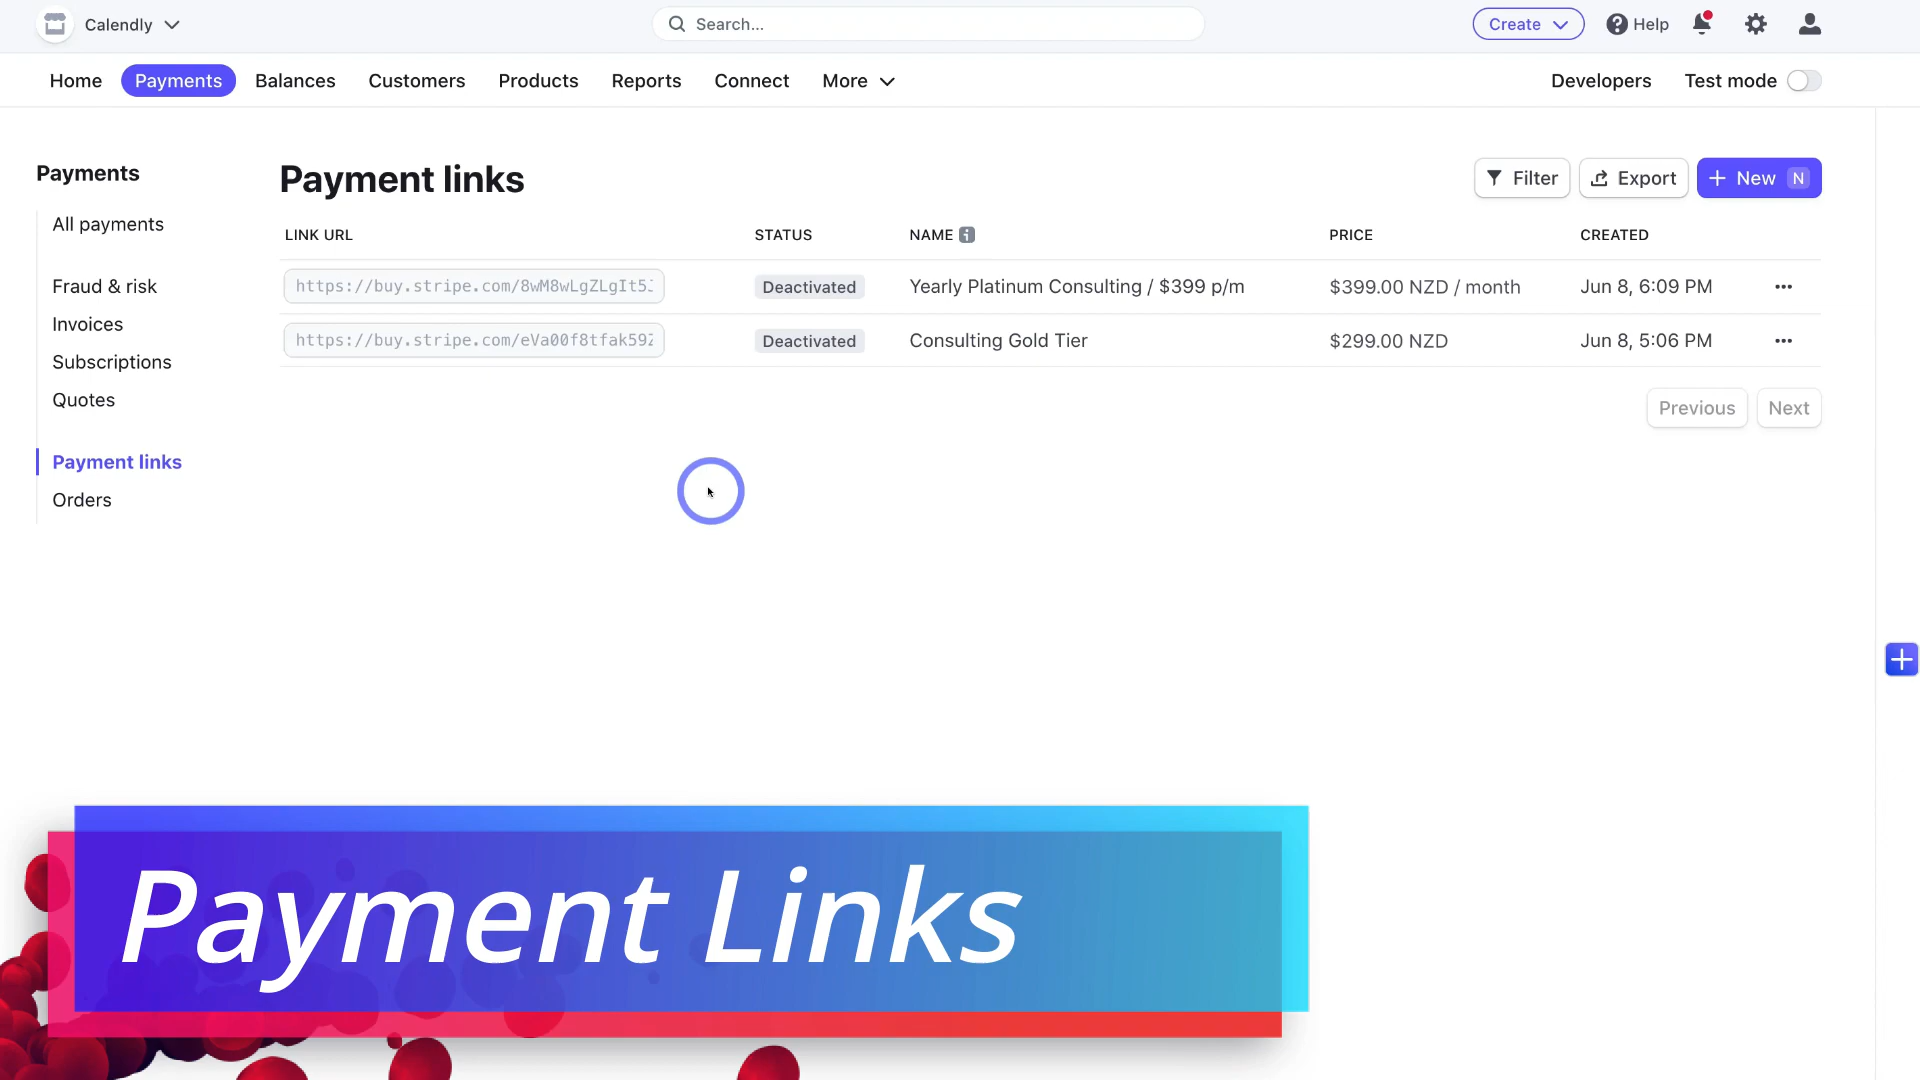 Calendly
Search...
Create
Help
Home
Payments
Balances
Customers
Products
Reports
Connect
More
Developers
Test mode
Payments
All payments
Fraud & risk
Invoices
Subscriptions
Quotes
Payment links
Orders
Payment links
Filter
Export
New N
LINK URL STATUS NAME PRICE CREATED
https://buy.stripe.com/8wM8wLgZLgIt5J Deactivated Yearly Platinum Consulting / $399 p/m $399.00 NZD / month Jun 8, 6:09 PM
https://buy.stripe.com/eVa00f8tfak59Z Deactivated Consulting Gold Tier $299.00 NZD Jun 8, 5:06 PM
Previous
Next
Payment Links